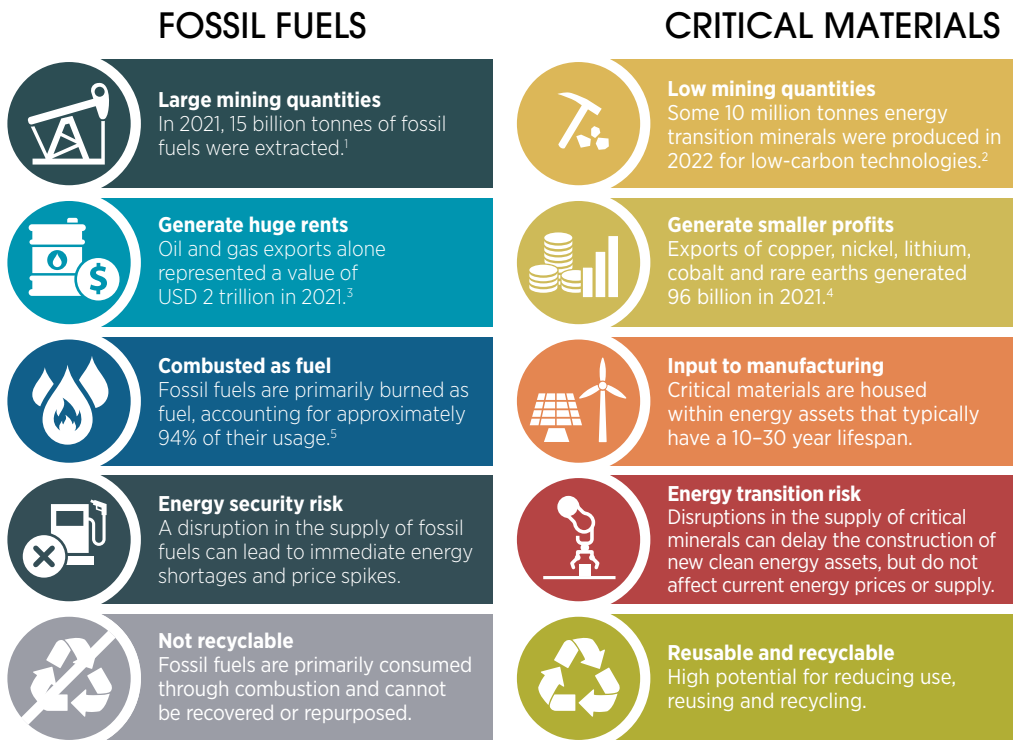 FOSSIL FUELS
Large mining quantities
In 2021, 15 billion tonnes of fossil
fuels were extracted.¹
Generate huge rents
Oil and gas exports alone
represented a value of
USD 2 trillion in 2021.³
$
Combusted as fuel
Fossil fuels are primarily burned as
fuel, accounting for approximately
94% of their usage.⁵
Energy security risk
A disruption in the supply of fossil
fuels can lead to immediate energy
shortages and price spikes.
Not recyclable
Fossil fuels are primarily consumed
through combustion and cannot
be recovered or repurposed.
CRITICAL MATERIALS
Low mining quantities
Some 10 million tonnes energy
transition minerals were produced in
2022 for low-carbon technologies.²
Generate smaller profits
Exports of copper, nickel, lithium,
cobalt and rare earths generated
96 billion in 2021.⁴
Input to manufacturing
Critical materials are housed
within energy assets that typically
have a 10–30 year lifespan.
Energy transition risk
Disruptions in the supply of critical
minerals can delay the construction of
new clean energy assets, but do not
affect current energy prices or supply.
Reusable and recyclable
High potential for reducing use,
reusing and recycling.